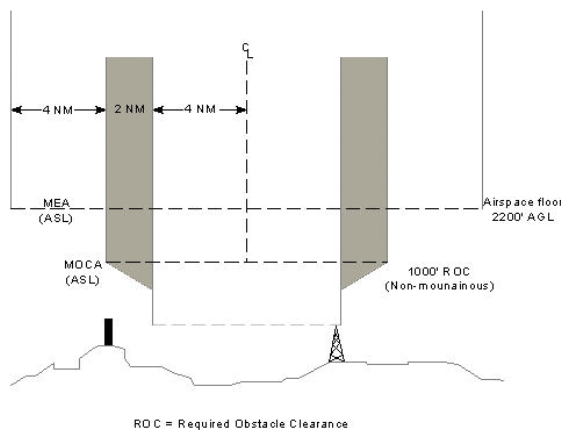 C
L
4 NM
2 NM
4 NM
MEA
(ASL)
Airspace floor
2200' AGL
MOCA
(ASL)
1000' ROC
(Non-mounainous)
ROC = Required Obstacle Clearance